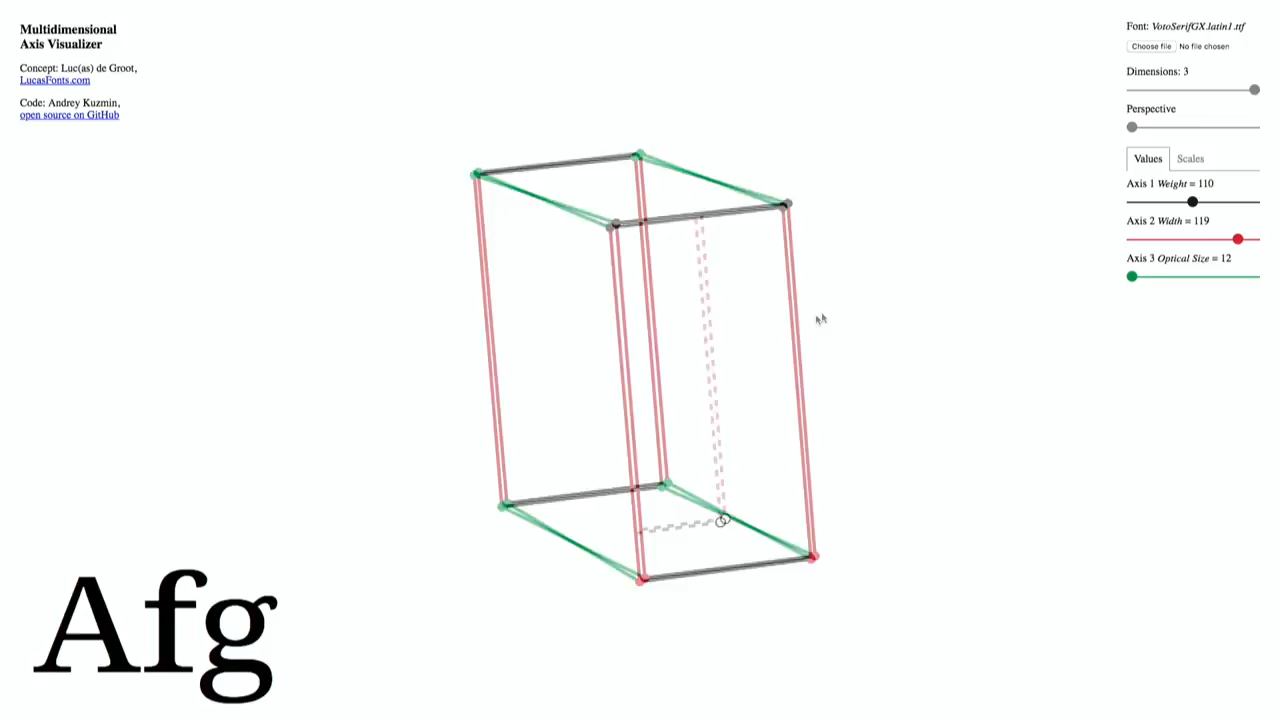 Multidimensional
Axis Visualizer
Concept: Luc(as) de Groot,
LucasFonts.com
Code: Andrey Kuzmin,
open source on GitHub
Font: VotoSerifGX.latin1.ttf
Choose file No file chosen
Dimensions: 3
Perspective
Values Scales
Axis 1 Weight = 110
Axis 2 Width = 119
Axis 3 Optical Size = 12
Afg